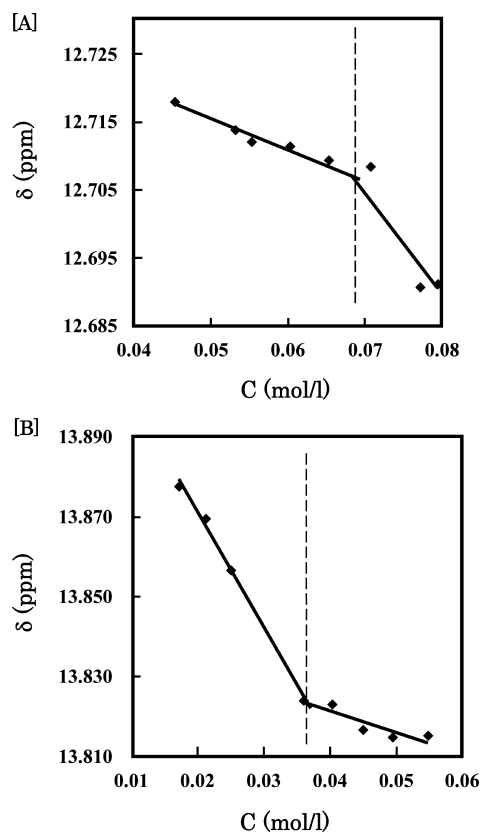 [A]
12.725
12.715
12.705
12.695
12.685
δ (ppm)
0.04 0.05 0.06 0.07 0.08
C (mol/l)
[B]
13.890
13.870
13.850
13.830
13.810
δ (ppm)
0.01 0.02 0.03 0.04 0.05 0.06
C (mol/l)